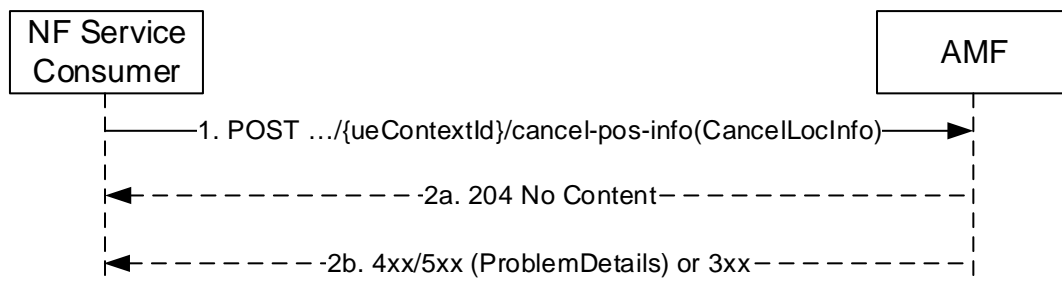 NF Service
Consumer
AMF
1. POST …/{ueContextId}/cancel-pos-info(CancelLocInfo)
2a. 204 No Content
2b. 4xx/5xx (ProblemDetails) or 3xx